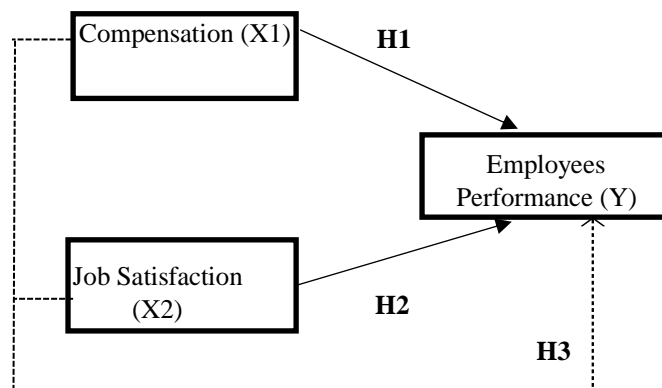 Compensation (X1)
H1
Employees
Performance (Y)
Job Satisfaction
(X2)
H2
H3